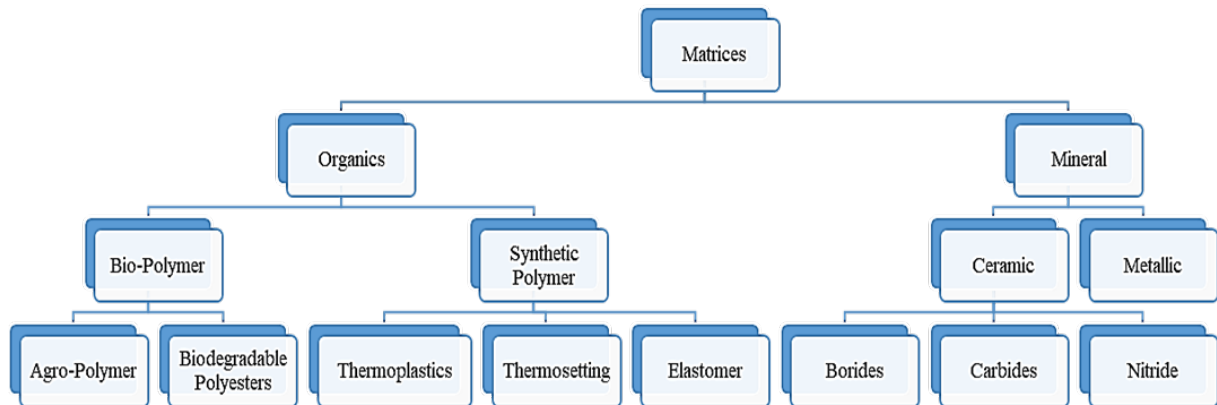 Matrices
Organics
Mineral
Bio-Polymer
Synthetic
Polymer
Ceramic
Metallic
Agro-Polymer
Biodegradable
Polyesters
Thermoplastics
Thermosetting
Elastomer
Borides
Carbides
Nitride